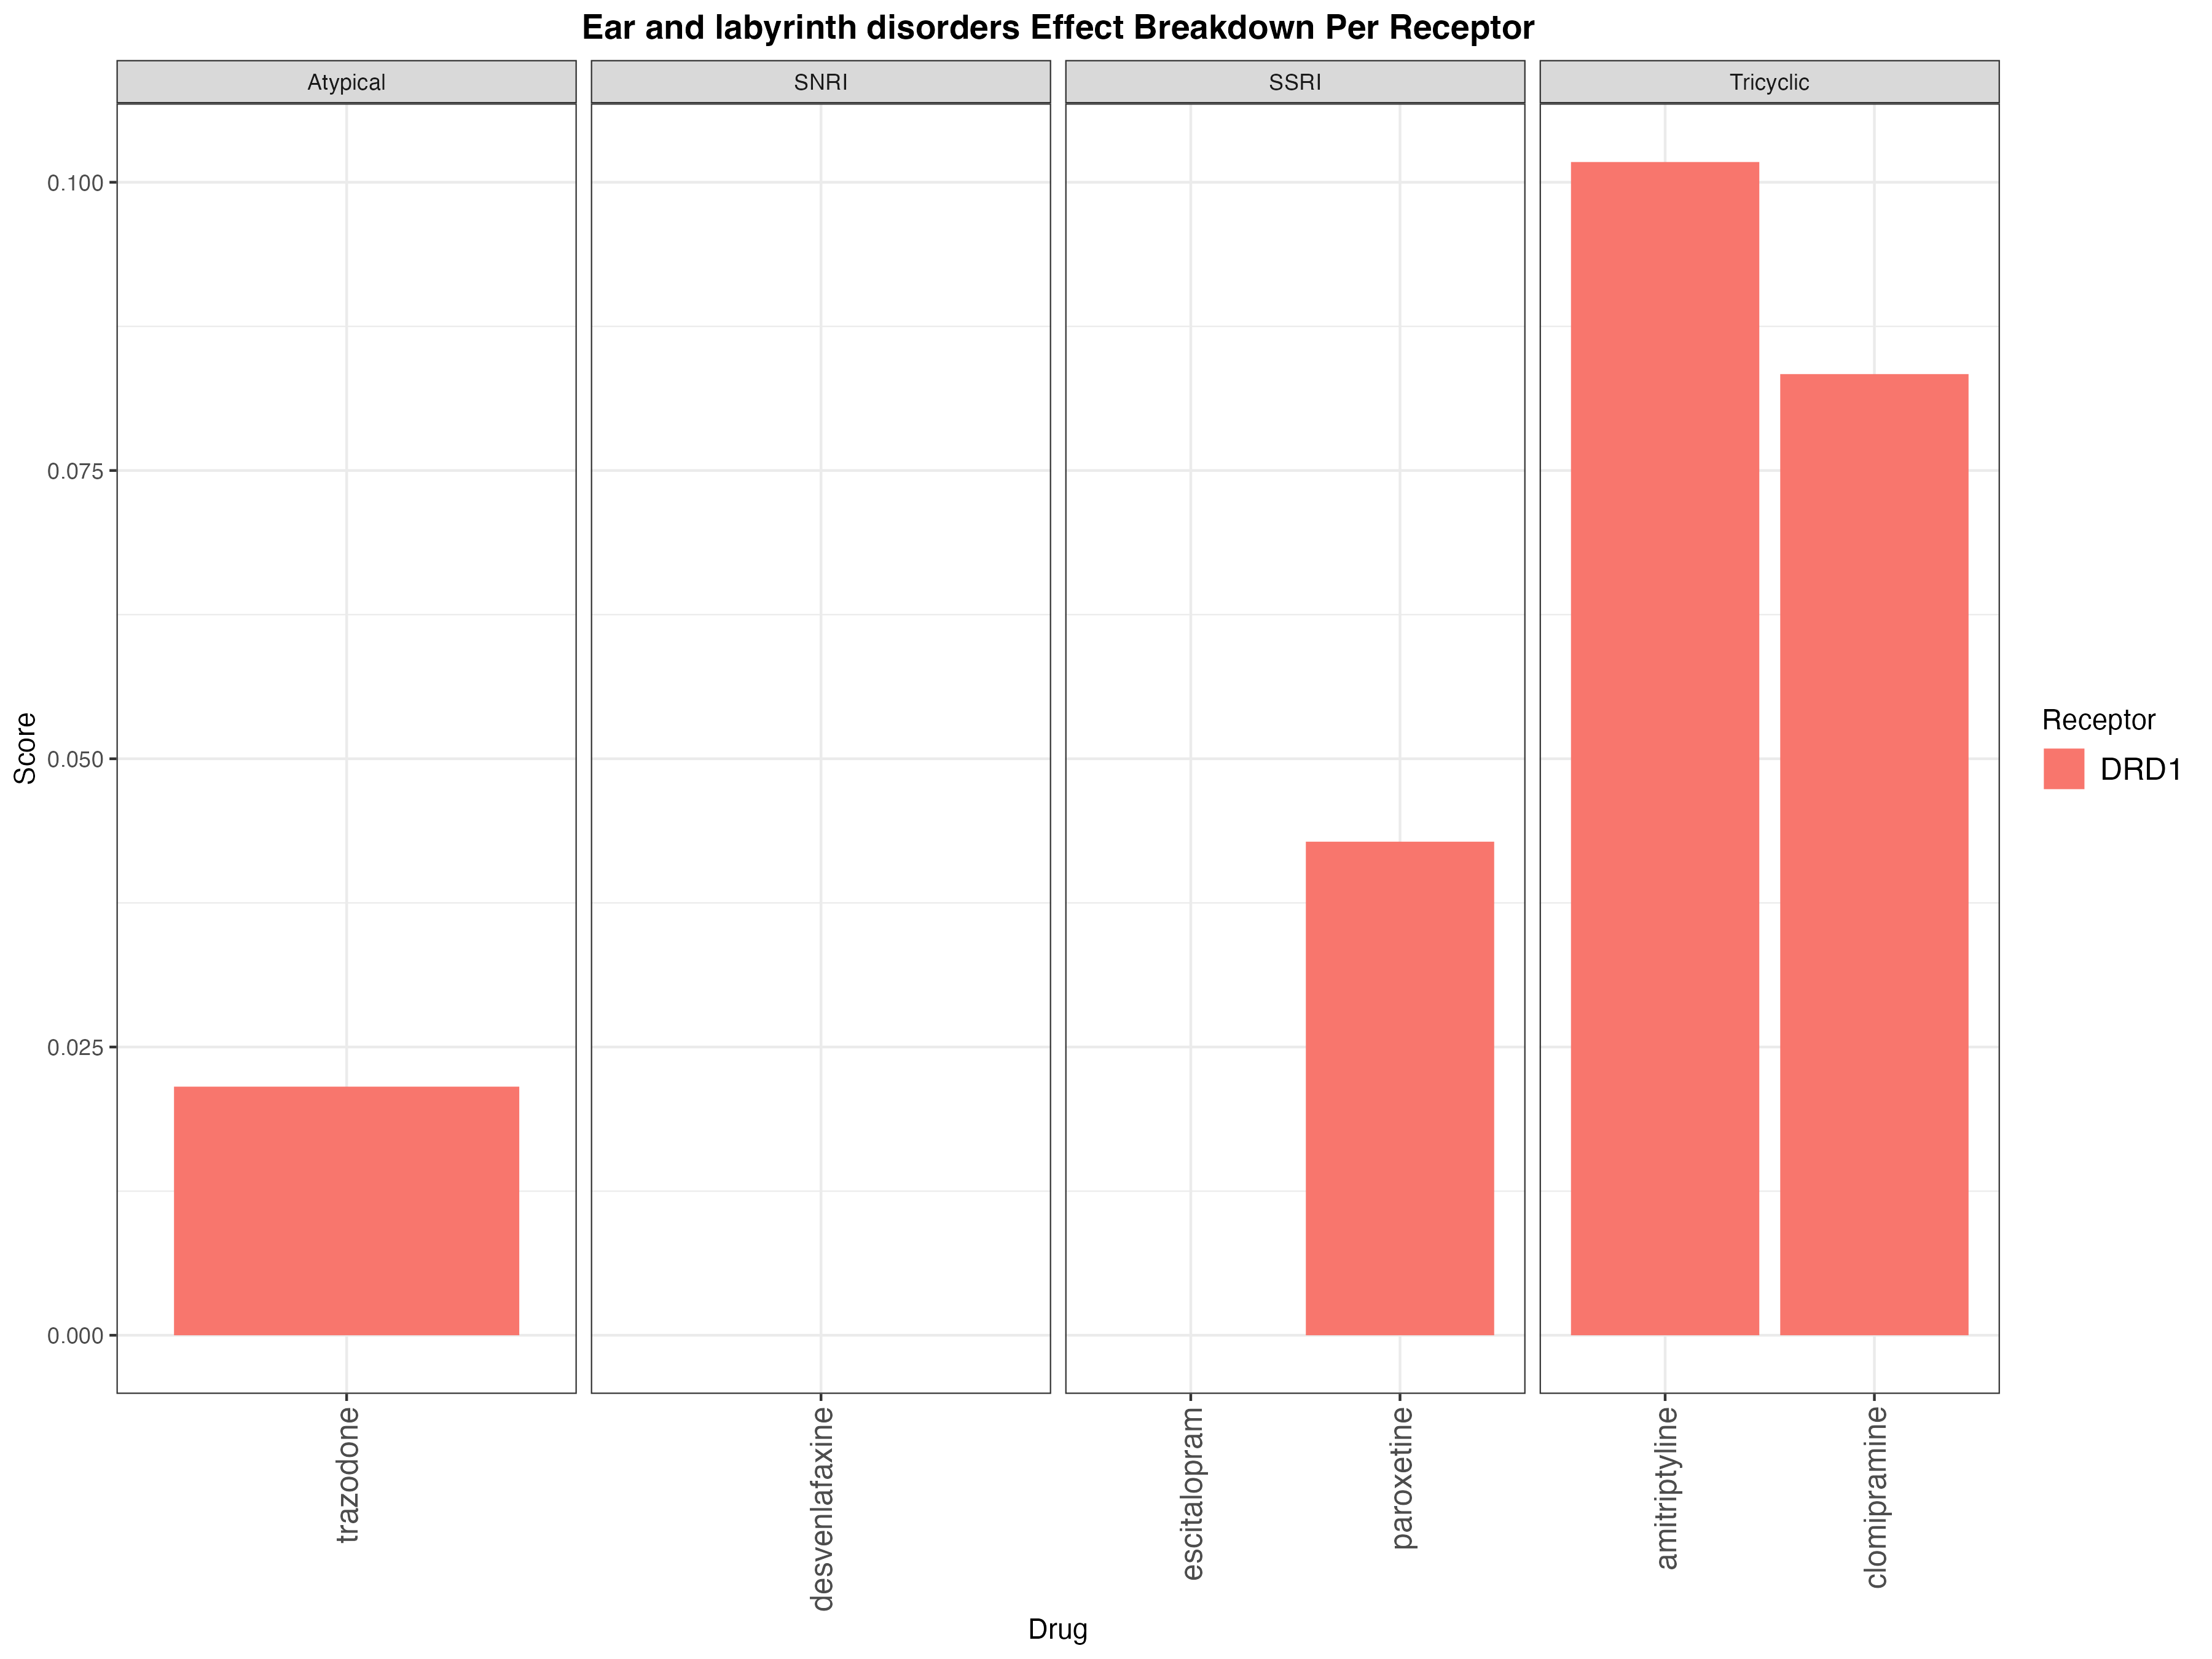 Ear and labyrinth disorders Effect Breakdown Per Receptor
Atypical
SNRI
SSRI
Tricyclic
Score
0.100
0.075
0.050
0.025
0.000
trazodone
desvenlafaxine
escitalopram
paroxetine
amitriptyline
clomipramine
Drug
Receptor
DRD1